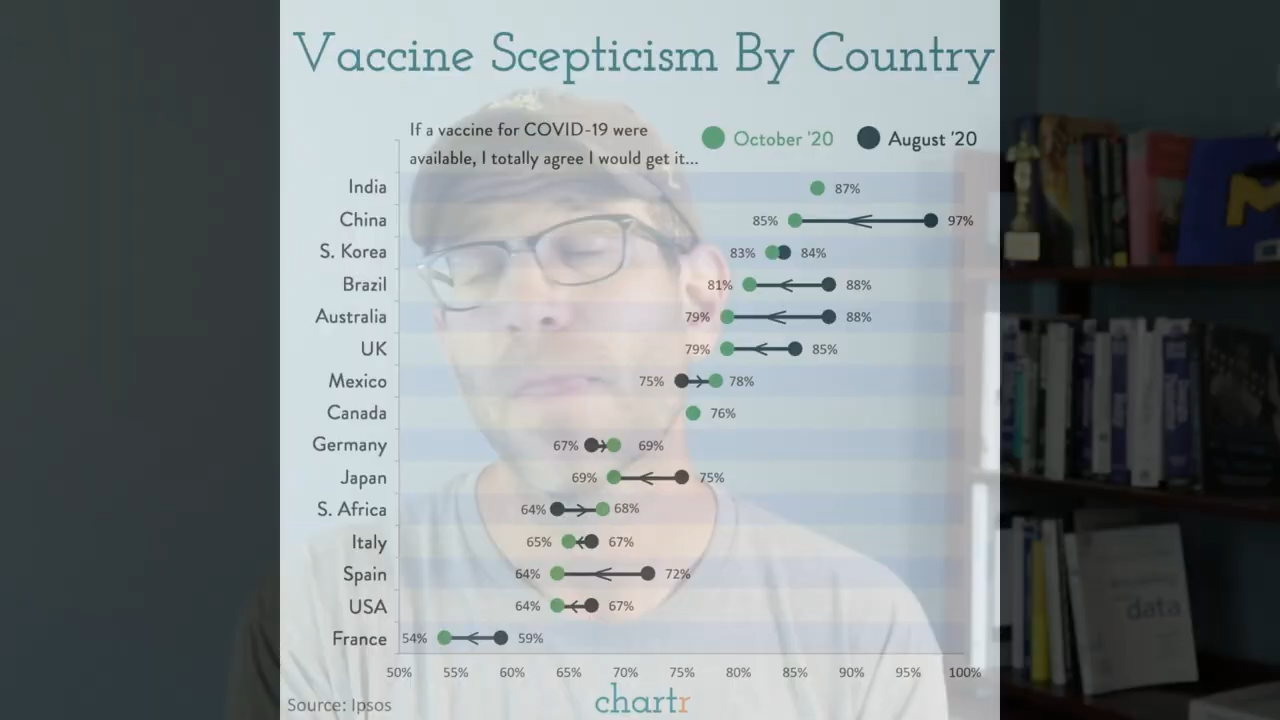 Vaccine Scepticism By Country
If a vaccine for COVID-19 were
available, I totally agree I would get it...
October '20 August '20
India 87%
China 85% 97%
S. Korea 83% 84%
Brazil 81% 88%
Australia 79% 88%
UK 79% 85%
Mexico 75% 78%
Canada 76%
Germany 67% 69%
Japan 69% 75%
S. Africa 64% 68%
Italy 65% 67%
Spain 64% 72%
USA 64% 67%
France 54% 59%
50% 55% 60% 65% 70% 75% 80% 85% 90% 95% 100%
Source: Ipsos
chartr
data